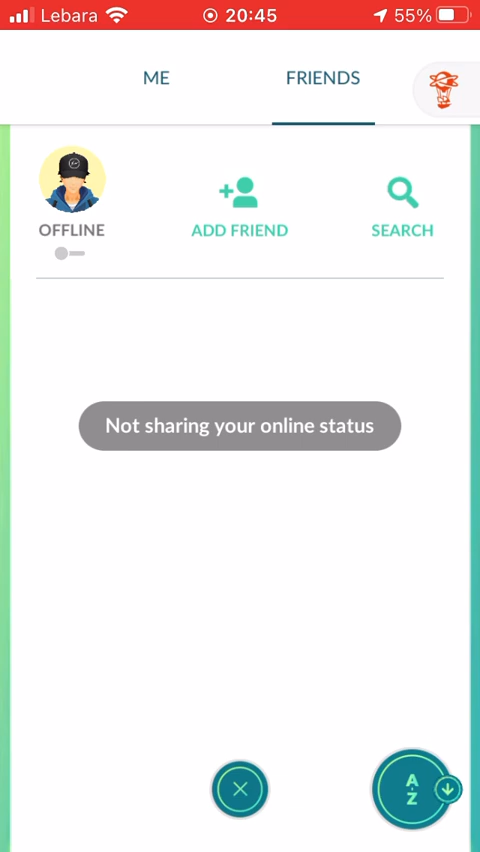 Lebara 20:45 55%
ME FRIENDS
OFFLINE ADD FRIEND SEARCH
Not sharing your online status
A
Z